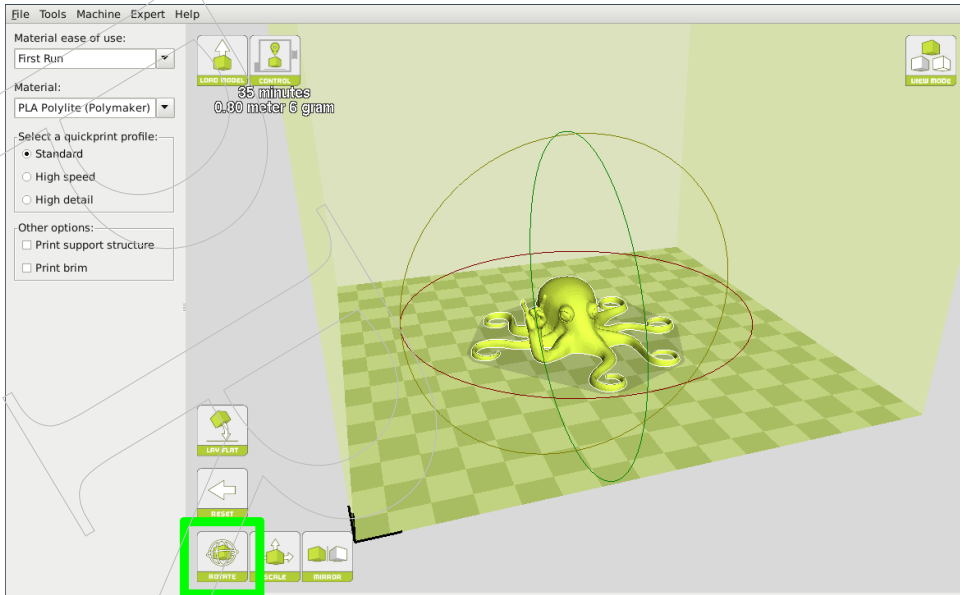 File Tools Machine Expert Help
Material ease of use:
First Run
Material:
PLA Polylite (Polymaker)
Select a quickprint profile:
Standard
High speed
High detail
Other options:
Print support structure
Print brim
LOAD MODEL
CONTROL
35 minutes
0.80 meter 6 gram
VIEW MODE
LAY FLAT
RESET
ROTATE
SCALE
MIRROR